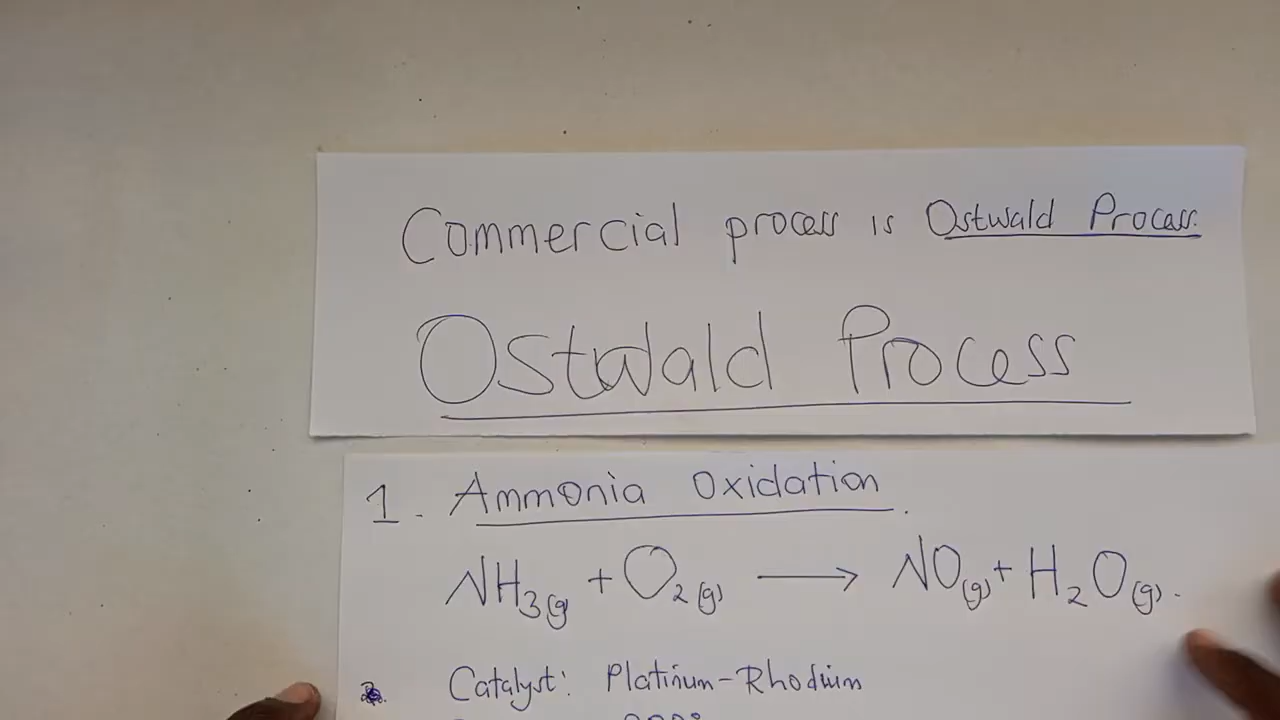 Commercial process is Ostwald Process.
Ostwald Process
1. Ammonia Oxidation.
NH3(g) + O2(g) → NO(g) + H2O(g).
Catalyst: Platinum-Rhodium